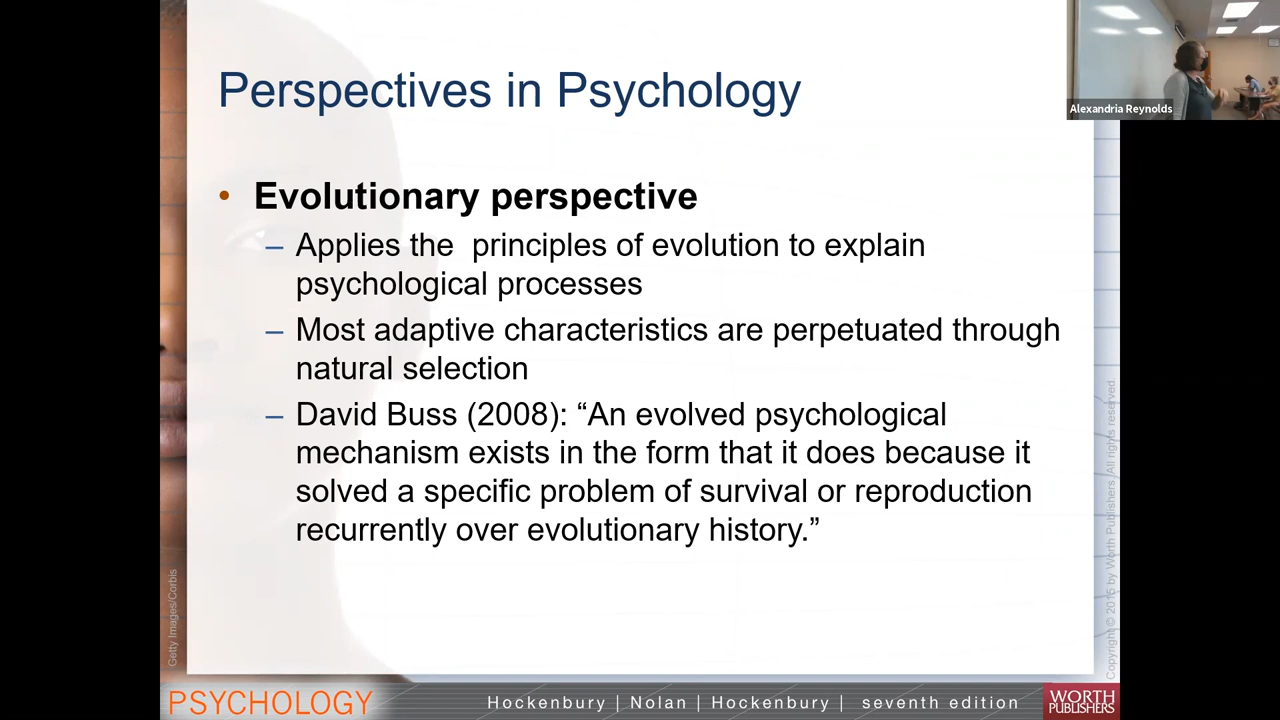 Perspectives in Psychology
Alexandria Reynolds
• Evolutionary perspective
– Applies the  principles of evolution to explain
psychological processes
– Most adaptive characteristics are perpetuated through
natural selection
– David Buss (2008): “An evolved psychological
mechanism exists in the form that it does because it
solved a specific problem of survival or reproduction
recurrently over evolutionary history.”
Getty Images/Corbis
Copyright © 2015 by Worth Publishers. All rights reserved.
PSYCHOLOGY
Hockenbury | Nolan | Hockenbury | seventh edition
WORTH
PUBLISHERS